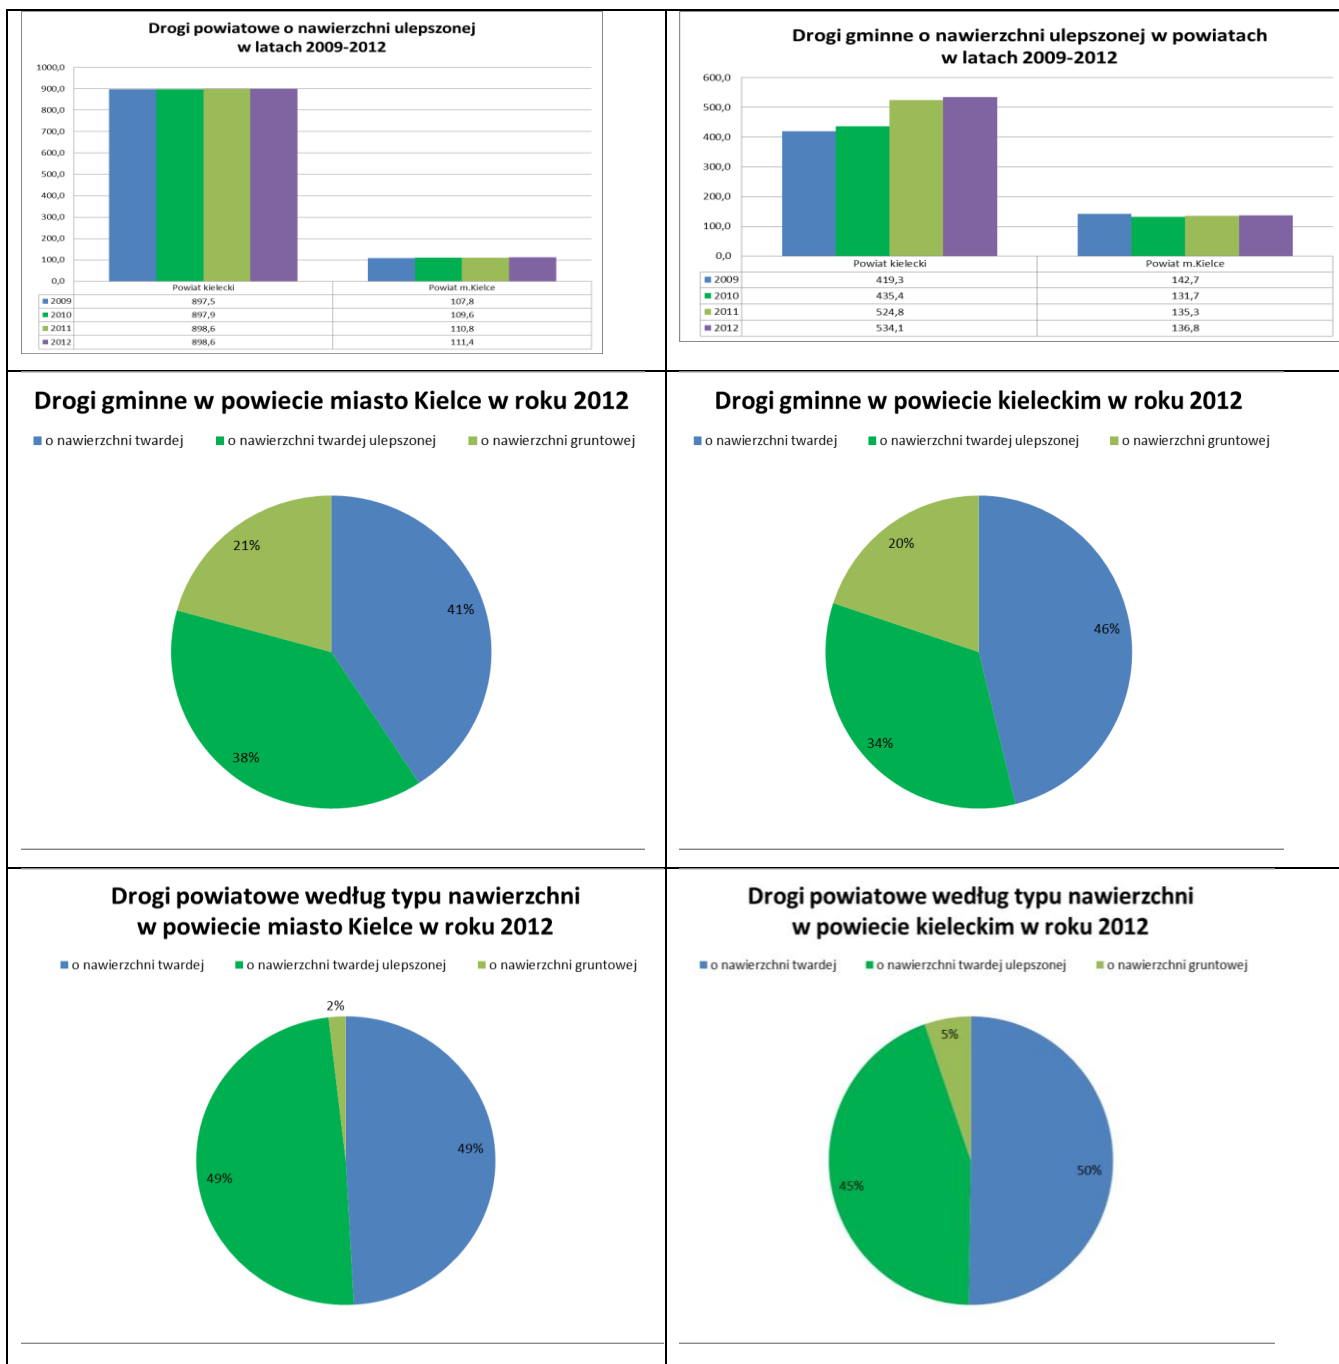 Drogi powiatowe o nawierzchni ulepszonej
w latach 2009-2012
1000,0
900,0
800,0
700,0
600,0
500,0
400,0
300,0
200,0
100,0
0,0
Powiat kielecki Powiat m.Kielce
2009 897,5 107,8
2010 897,9 109,6
2011 898,6 110,8
2012 898,6 111,4
Drogi gminne o nawierzchni ulepszonej w powiatach
w latach 2009-2012
600,0
500,0
400,0
300,0
200,0
100,0
0,0
Powiat kielecki Powiat m.Kielce
2009 419,3 142,7
2010 435,4 131,7
2011 524,8 135,3
2012 534,1 136,8
Drogi gminne w powiecie miasto Kielce w roku 2012
o nawierzchni twardej o nawierzchni twardej ulepszonej o nawierzchni gruntowej
21%
41%
38%
Drogi gminne w powiecie kieleckim w roku 2012
o nawierzchni twardej o nawierzchni twardej ulepszonej o nawierzchni gruntowej
20%
46%
34%
Drogi powiatowe według typu nawierzchni
w powiecie miasto Kielce w roku 2012
o nawierzchni twardej o nawierzchni twardej ulepszonej o nawierzchni gruntowej
2%
49%
49%
Drogi powiatowe według typu nawierzchni
w powiecie kieleckim w roku 2012
o nawierzchni twardej o nawierzchni twardej ulepszonej o nawierzchni gruntowej
5%
50%
45%